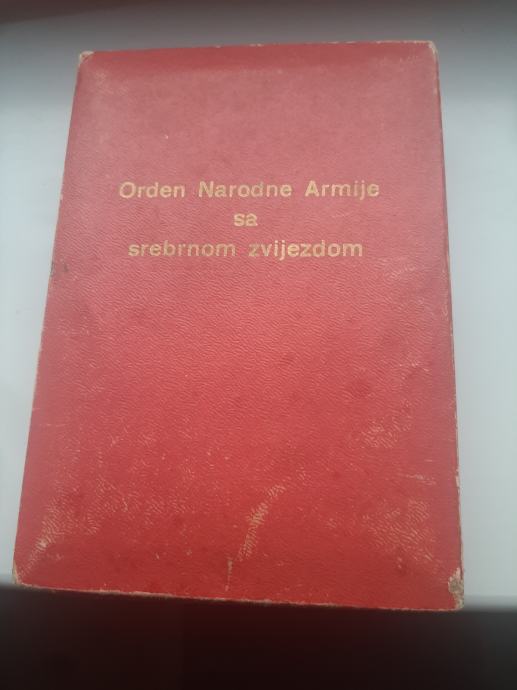 Orden Narodne Armije
sa
srebrnom zvijezdom